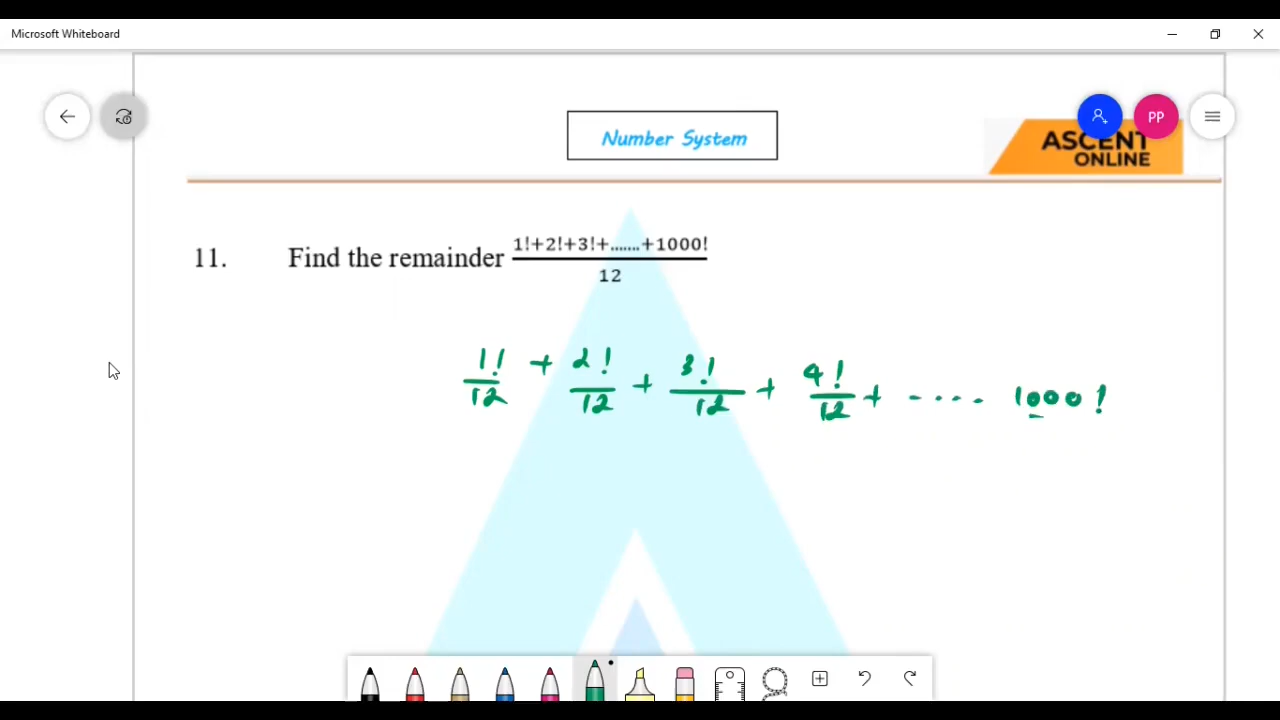 Microsoft Whiteboard
Number System
PP
ASCENT
ONLINE
11. Find the remainder (1!+2!+3!+.......+1000!)/12
1!/12 + 2!/12 + 3!/12 + 4!/12 + ---- 1000!